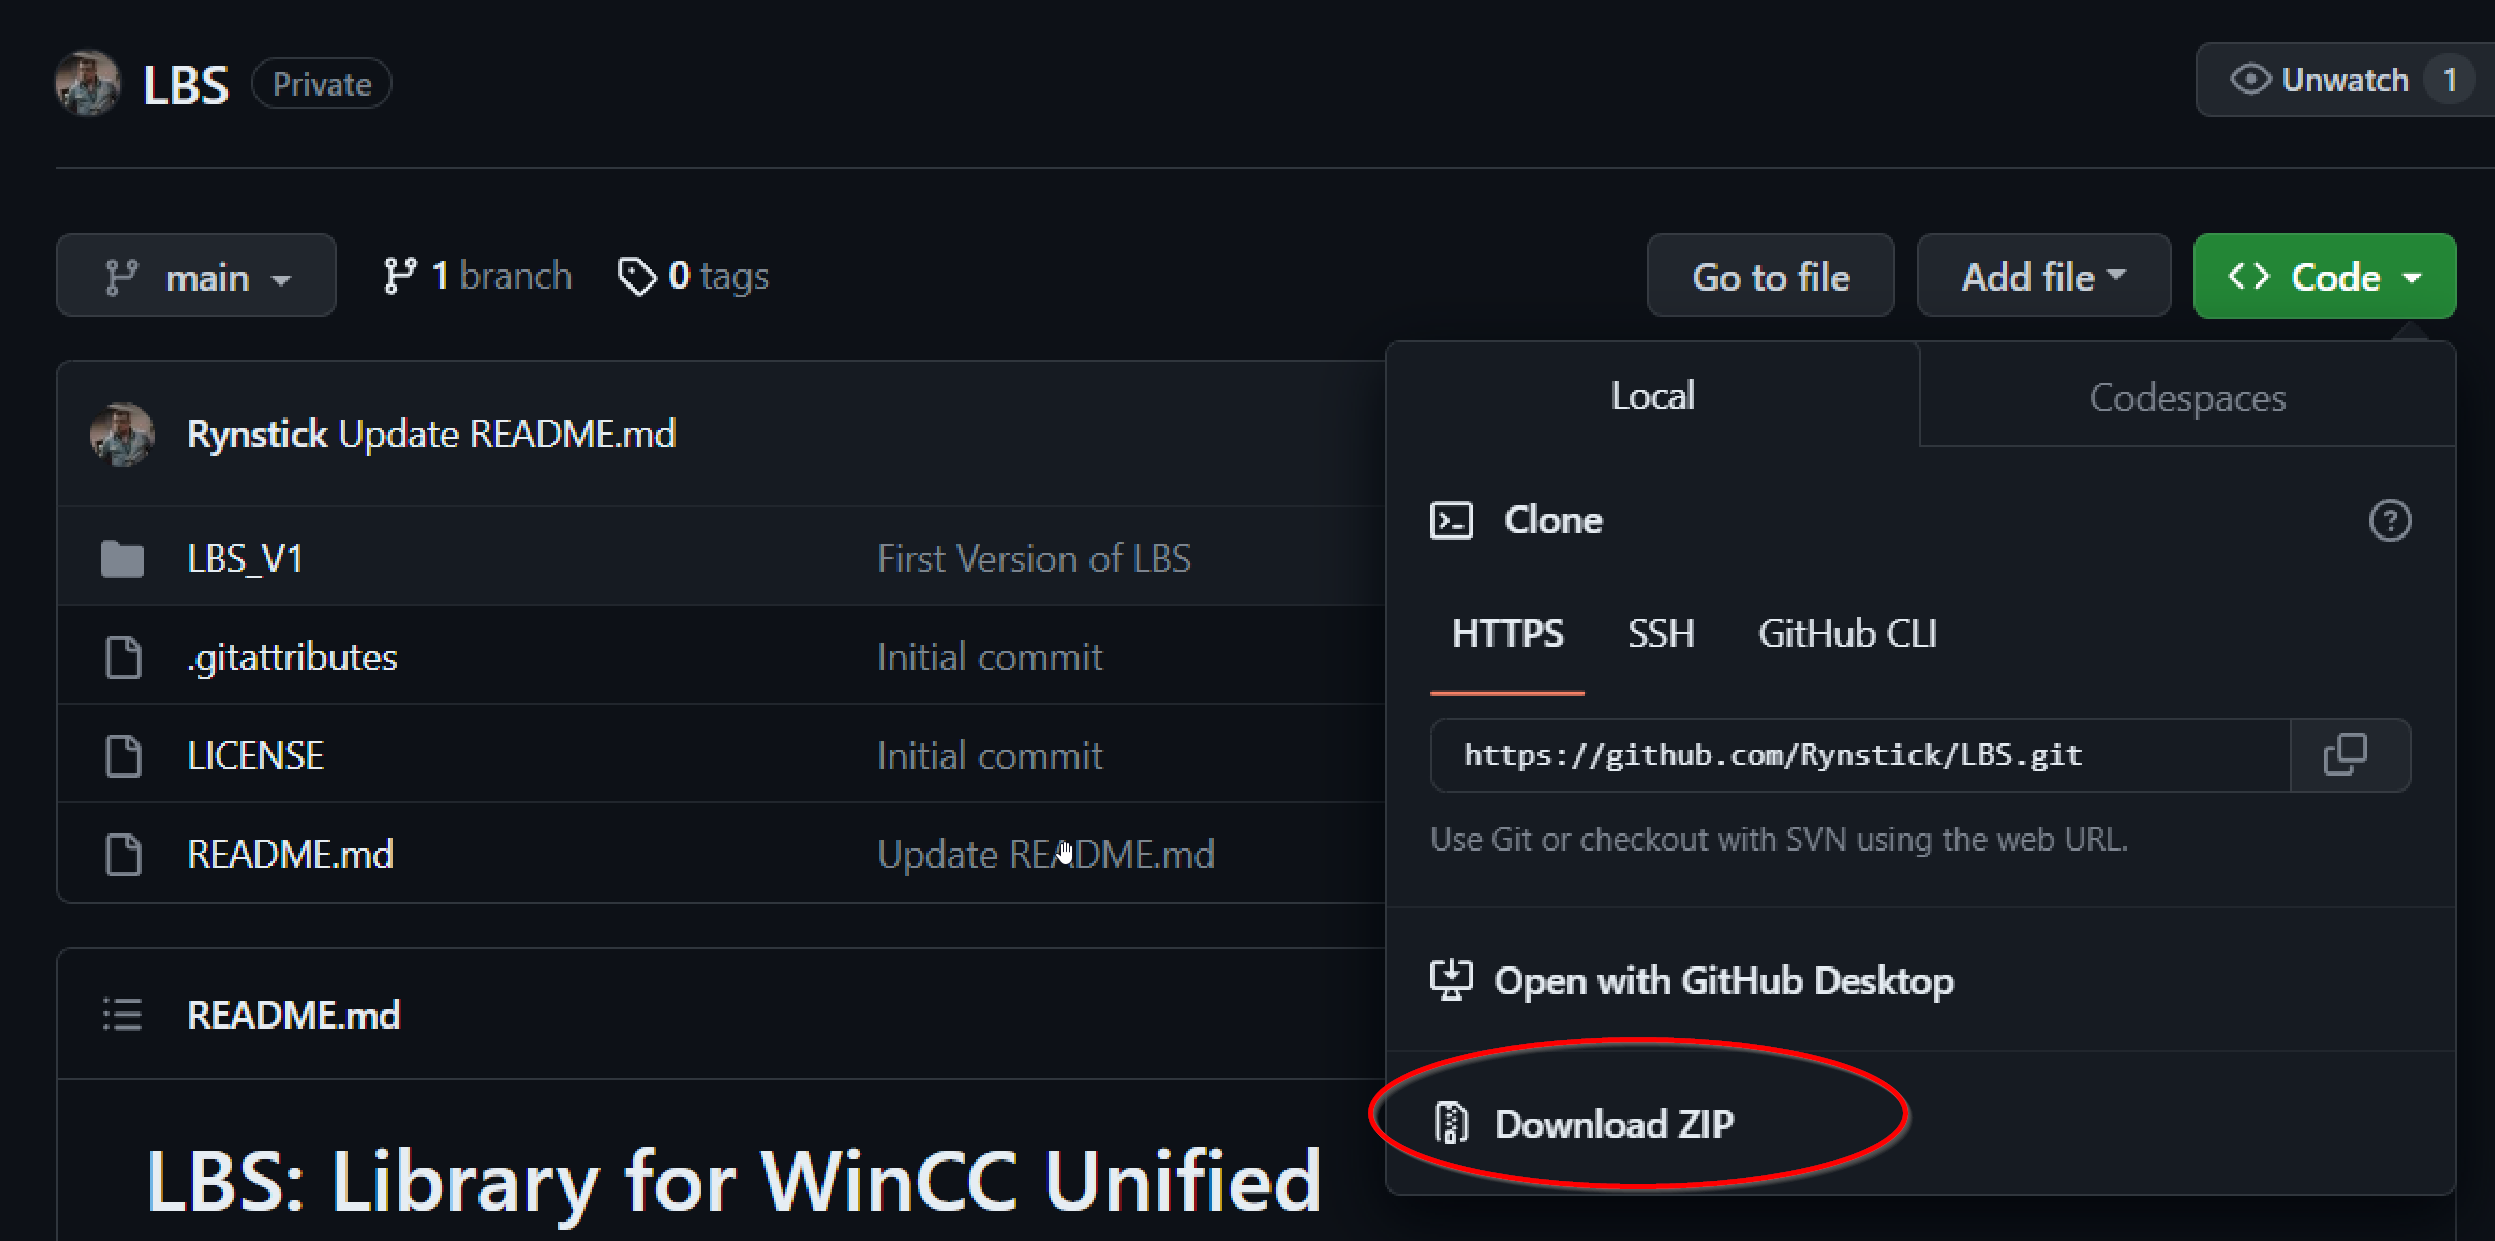 LBS Private
Unwatch 1
main
1 branch
0 tags
Go to file
Add file
Code
Rynstick Update README.md
LBS_V1 First Version of LBS
.gitattributes Initial commit
LICENSE Initial commit
README.md Update README.md
README.md
LBS: Library for WinCC Unified
Local
Codespaces
Clone
HTTPS SSH GitHub CLI
https://github.com/Rynstick/LBS.git
Use Git or checkout with SVN using the web URL.
Open with GitHub Desktop
Download ZIP